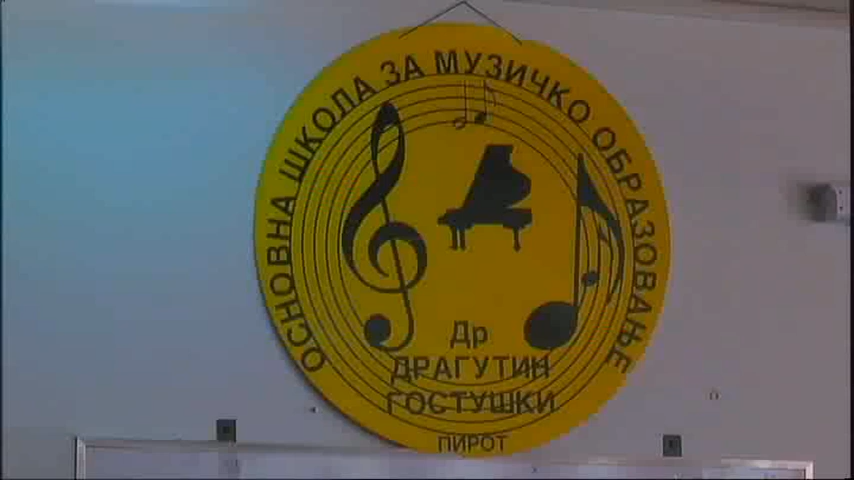 ОСНОВНА ШКОЛА ЗА МУЗИЧКО ОБРАЗОВАЊЕ
Др
ДРАГУТИН
ГОСТУШКИ
ПИРОТ